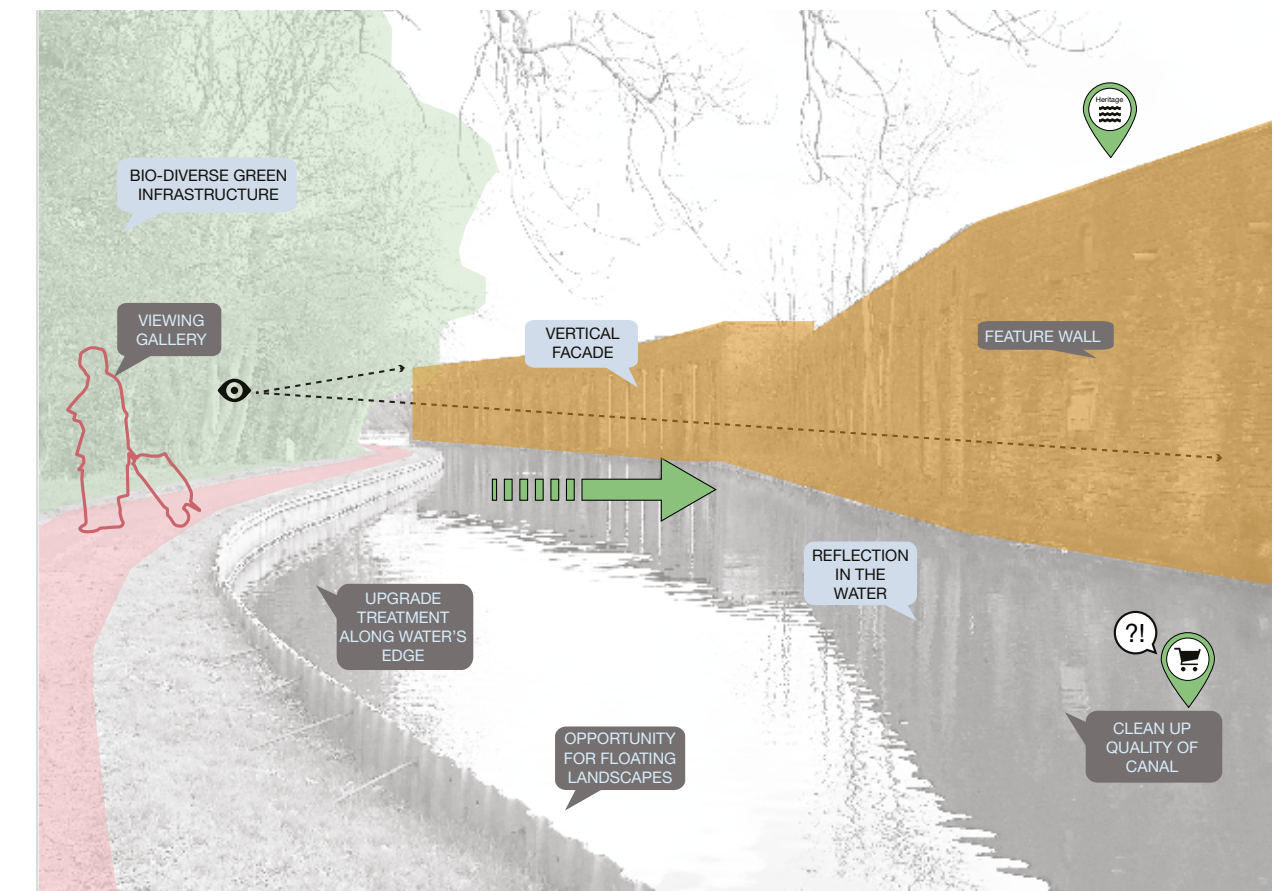 Heritage
BIO-DIVERSE GREEN
INFRASTRUCTURE
VIEWING
GALLERY
VERTICAL
FACADE
FEATURE WALL
REFLECTION
IN THE
WATER
UPGRADE
TREATMENT
ALONG WATER'S
EDGE
?!
OPPORTUNITY
FOR FLOATING
LANDSCAPES
CLEAN UP
QUALITY OF
CANAL